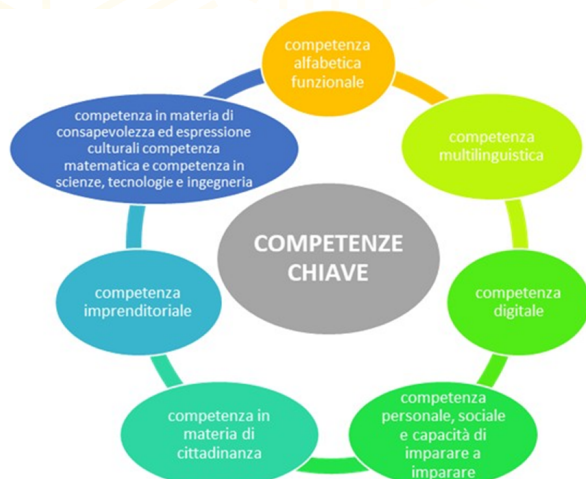 competenza
alfabetica
funzionale
competenza
multilinguistica
competenza
digitale
competenza
personale, sociale
e capacità di
imparare a
imparare
competenza in
materia di
cittadinanza
competenza
imprenditoriale
competenza in materia di
consapevolezza ed espressione
culturali competenza
matematica e competenza in
scienze, tecnologie e ingegneria
COMPETENZE
CHIAVE